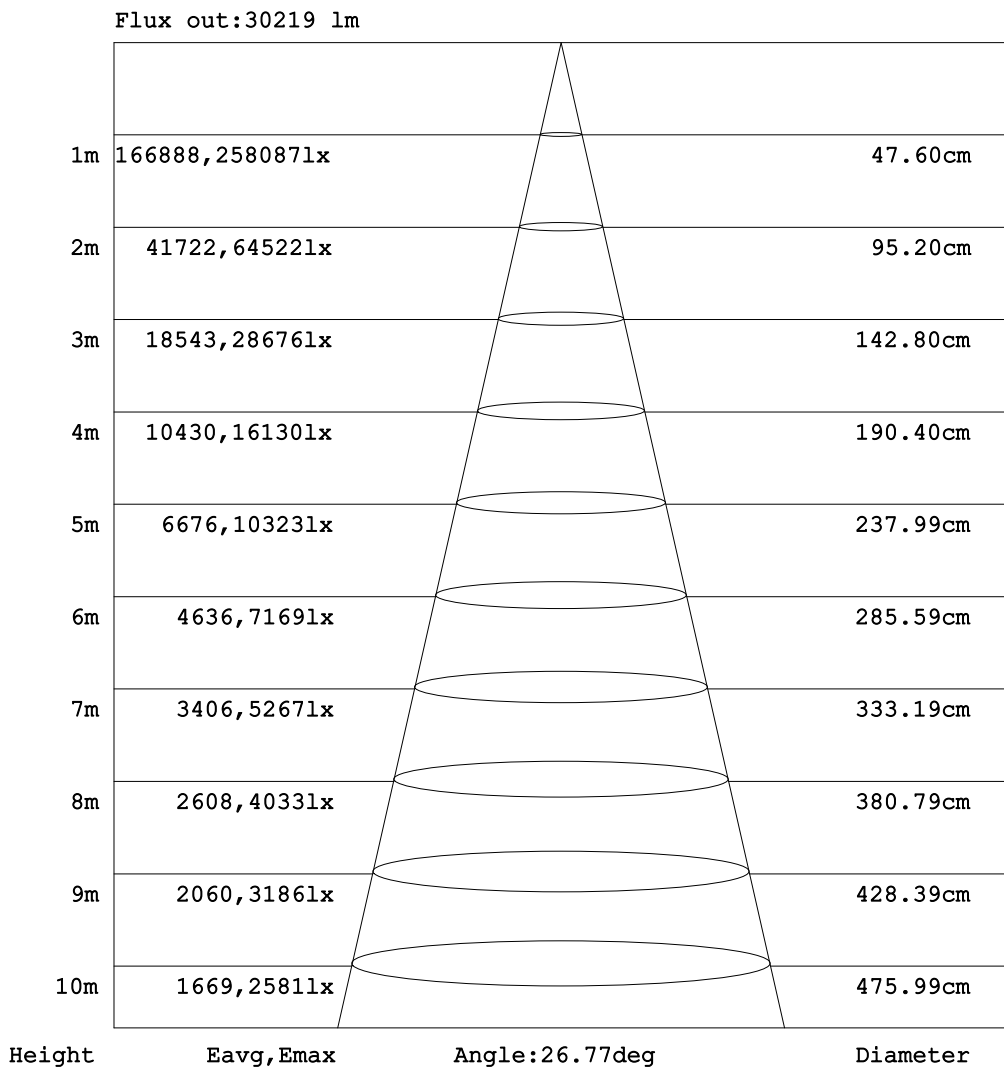 Flux out:30219 lm
1m 166888,258087lx 47.60cm
2m 41722,64522lx 95.20cm
3m 18543,28676lx 142.80cm
4m 10430,16130lx 190.40cm
5m 6676,10323lx 237.99cm
6m 4636,7169lx 285.59cm
7m 3406,5267lx 333.19cm
8m 2608,4033lx 380.79cm
9m 2060,3186lx 428.39cm
10m 1669,2581lx 475.99cm
Height Eavg,Emax Angle:26.77deg Diameter